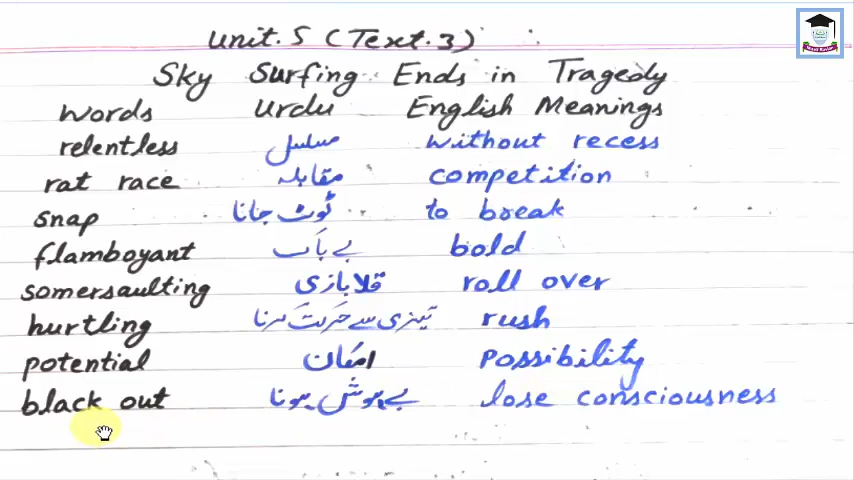 Unit.5 (Text.3)
Sky Surfing Ends in Tragedy
Words Urdu English Meanings
relentless مسلسل without recess
rat race مقابلہ competition
snap ٹوٹ جانا to break
flamboyant بے باک bold
somersaulting قلابازی roll over
hurtling تیزی سے حرکت کرنا rush
potential امکان Possibility
black out بے ہوش ہونا lose consciousness